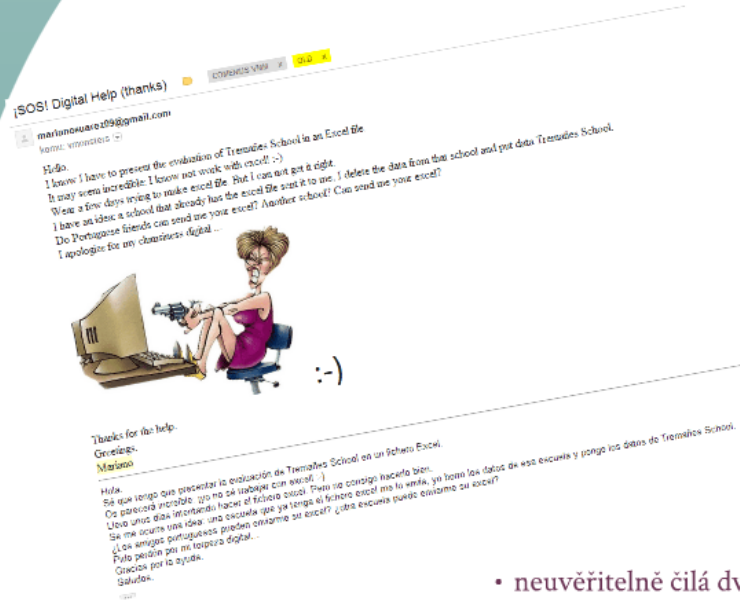 ¡SOS! Digital Help (thanks)
COMENIUS VNM x
OLD x
marianosuarez09@gmail.com
komu: vmonciers
Hello.
I know I have to present the evaluation of Tremañes School in an Excel file
It may seem incredible: I know not work with excel! :-)
Wear a few days trying to make excel file. But I can not get it right.
I have an idea: a school that already has the excel file sent it to me. I delete the data from that school and put data Tremañes School.
Do Portuguese friends can send me your excel? Another school? Can send me your excel?
I apologize for my clumsiness digital ...
:-)
Thanks for the help.
Greetings.
Mariano
Hola.
Sé que tengo que presentar la evaluación de Tremañes School en un fichero Excel.
Os parecerá increíble: ¡yo no sé trabajar con excel! :-)
Llevo unos días intentando hacer el fichero excel. Pero no consigo hacerlo bien.
Se me ocurre una idea: una escuela que ya tenga el fichero excel me lo envía, yo borro los datos de esa escuela y pongo los datos de Tremañes School.
¿Los amigos portugueses pueden enviarme su excel? ¿otra escuela puede enviarme su excel?
Pido perdón por mi torpeza digital...
Gracias por la ayuda.
Saludos.
• neuvěřitelně čilá dv